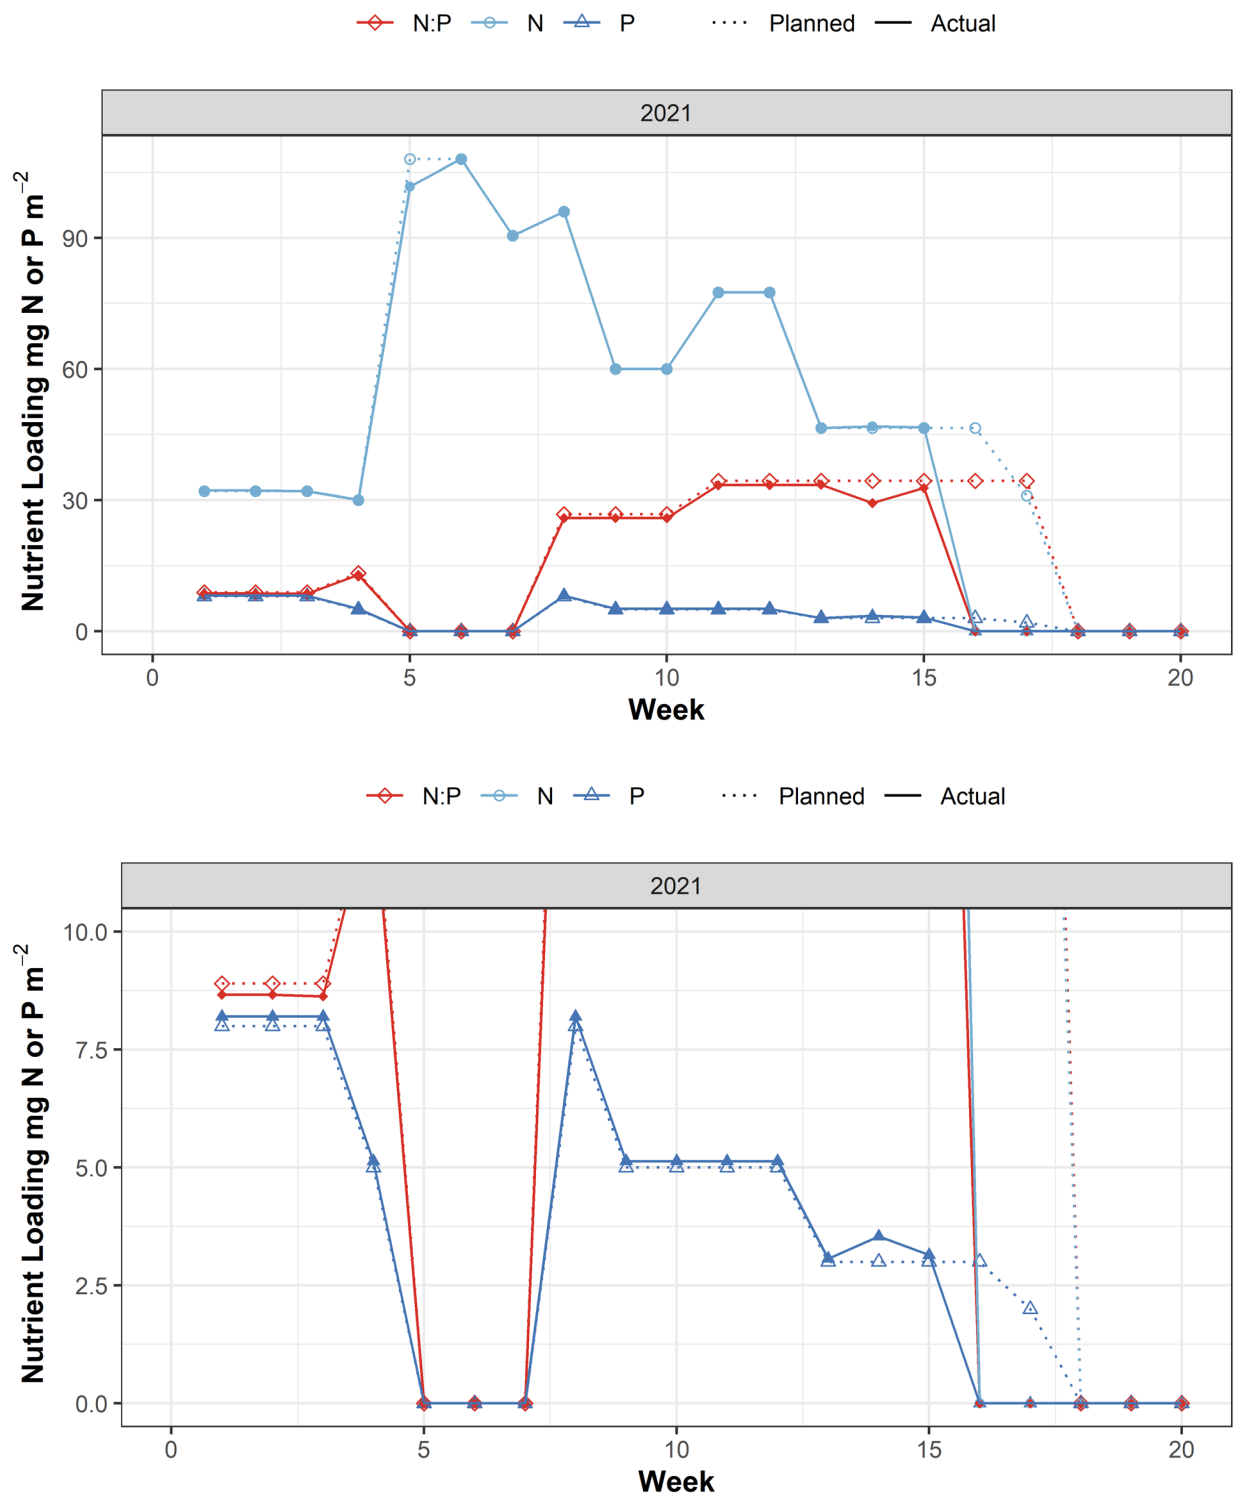 N:P N P Planned Actual
2021
Nutrient Loading mg N or P m⁻²
90
60
30
0
0 5 10 15 20
Week
N:P N P Planned Actual
2021
Nutrient Loading mg N or P m⁻²
10.0
7.5
5.0
2.5
0.0
0 5 10 15 20
Week